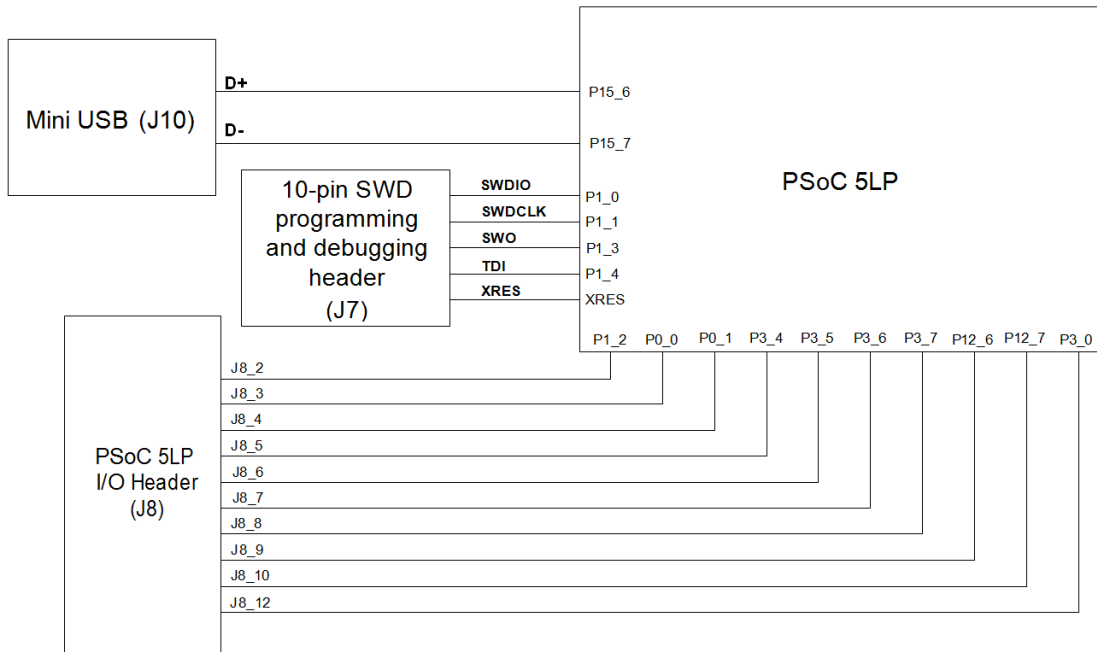 Mini USB (J10)
D+
D-
P15_6
P15_7
PSoC 5LP
10-pin SWD
programming
and debugging
header
(J7)
SWDIO
SWDCLK
SWO
TDI
XRES
P1_0
P1_1
P1_3
P1_4
XRES
P1_2 P0_0 P0_1 P3_4 P3_5 P3_6 P3_7 P12_6 P12_7 P3_0
PSoC 5LP
I/O Header
(J8)
J8_2
J8_3
J8_4
J8_5
J8_6
J8_7
J8_8
J8_9
J8_10
J8_12